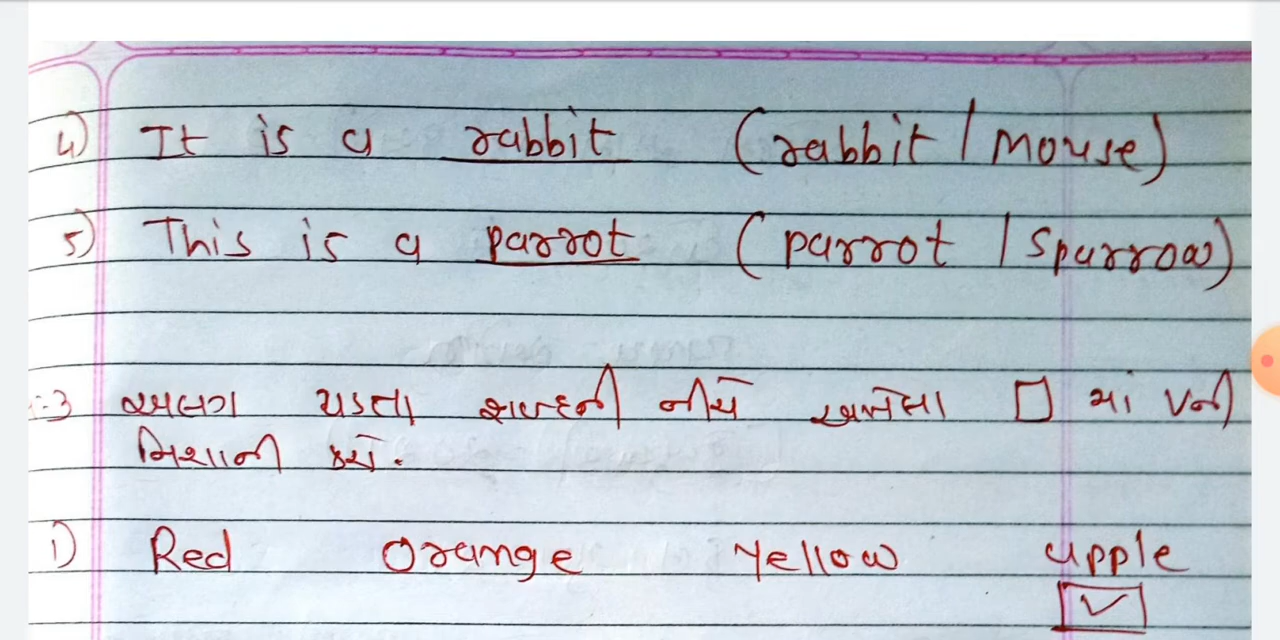 4) It is a rabbit (rabbit / Mouse)
5) This is a parrot (parrot / Sparrow)
:-3 અલગ પડતા શબ્દની નીચે આપેલા □ માં √ની
નિશાની કરો.
1) Red Orange Yellow apple
✓